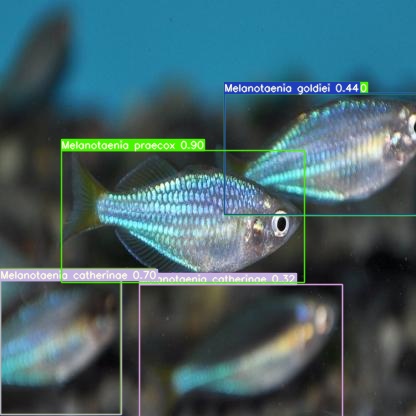 Melanotaenia goldiei 0.44
Melanotaenia praecox 0.90
Melanotaenia catherinae 0.70
catherinae 0.32